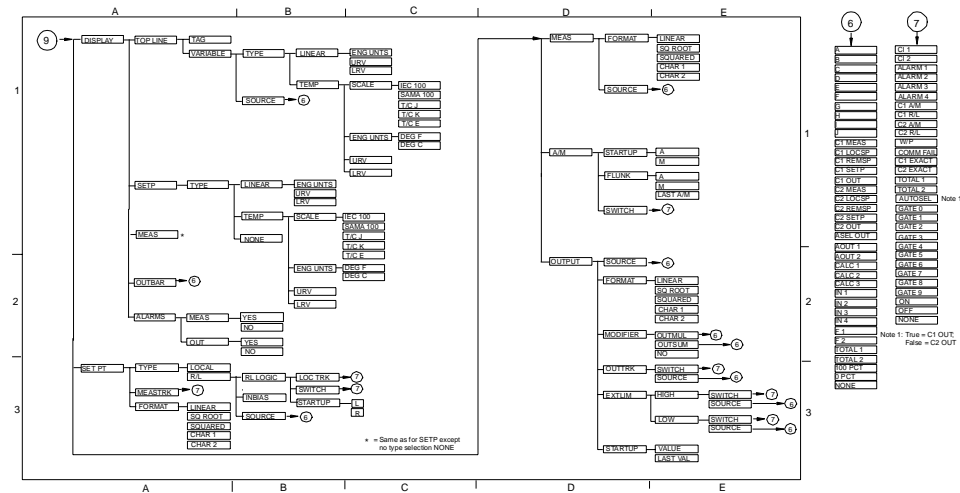 A B C D E
9 DISPLAY TOP LINE TAG
VARIABLE TYPE LINEAR ENG UNTS
URV
LRV
TEMP SCALE IEC 100
SAMA 100
T/C J
T/C K
T/C E
ENG UNTS DEG F
DEG C
URV
LRV
SOURCE 6
1
SETP TYPE LINEAR ENG UNTS
URV
LRV
TEMP SCALE IEC 100
SAMA 100
T/C J
T/C K
T/C E
ENG UNTS DEG F
DEG C
URV
LRV
NONE
MEAS *
OUTBAR 6
2
ALARMS MEAS YES
NO
OUT YES
NO
SET PT TYPE LOCAL
R/L RL LOGIC LOC TRK 7
SWITCH 7
STARTUP L
R
INBIAS
SOURCE 6
MEASTRK 7
3
FORMAT LINEAR
SQ ROOT
SQUARED
CHAR 1
CHAR 2
* = Same as for SETP except
no type selection NONE
MEAS FORMAT LINEAR
SQ ROOT
SQUARED
CHAR 1
CHAR 2
SOURCE 6
1
A/M STARTUP A
M
FLUNK A
M
LAST A/M
SWITCH 7
OUTPUT SOURCE 6
FORMAT LINEAR
SQ ROOT
SQUARED
CHAR 1
CHAR 2
2
MODIFIER OUTMUL 6
OUTSUM 6
NO
OUTTRK SWITCH 7
SOURCE 6
EXTLIM HIGH SWITCH 7
SOURCE 6
3
LOW SWITCH 7
SOURCE 6
STARTUP VALUE
LAST VAL
A B C D E
6
A
B
C
D
E
F
G
H
I
J
C1 MEAS
C1 LOCSP
C1 REMSP
C1 SETP
C1 OUT
C2 MEAS
C2 LOCSP
C2 REMSP
C2 SETP
C2 OUT
ASEL OUT
AOUT 1
AOUT 2
CALC 1
CALC 2
CALC 3
IN 1
IN 2
IN 3
IN 4
F 1
F 2
TOTAL 1
TOTAL 2
100 PCT
0 PCT
NONE
7
CI 1
CI 2
ALARM 1
ALARM 2
ALARM 3
ALARM 4
C1 A/M
C1 R/L
C2 A/M
C2 R/L
W/P
COMM FAIL
C1 EXACT
C2 EXACT
TOTAL 1
TOTAL 2
AUTOSEL Note 1
GATE 0
GATE 1
GATE 2
GATE 3
GATE 4
GATE 5
GATE 6
GATE 7
GATE 8
GATE 9
ON
OFF
NONE
Note 1: True = C1 OUT;
False = C2 OUT